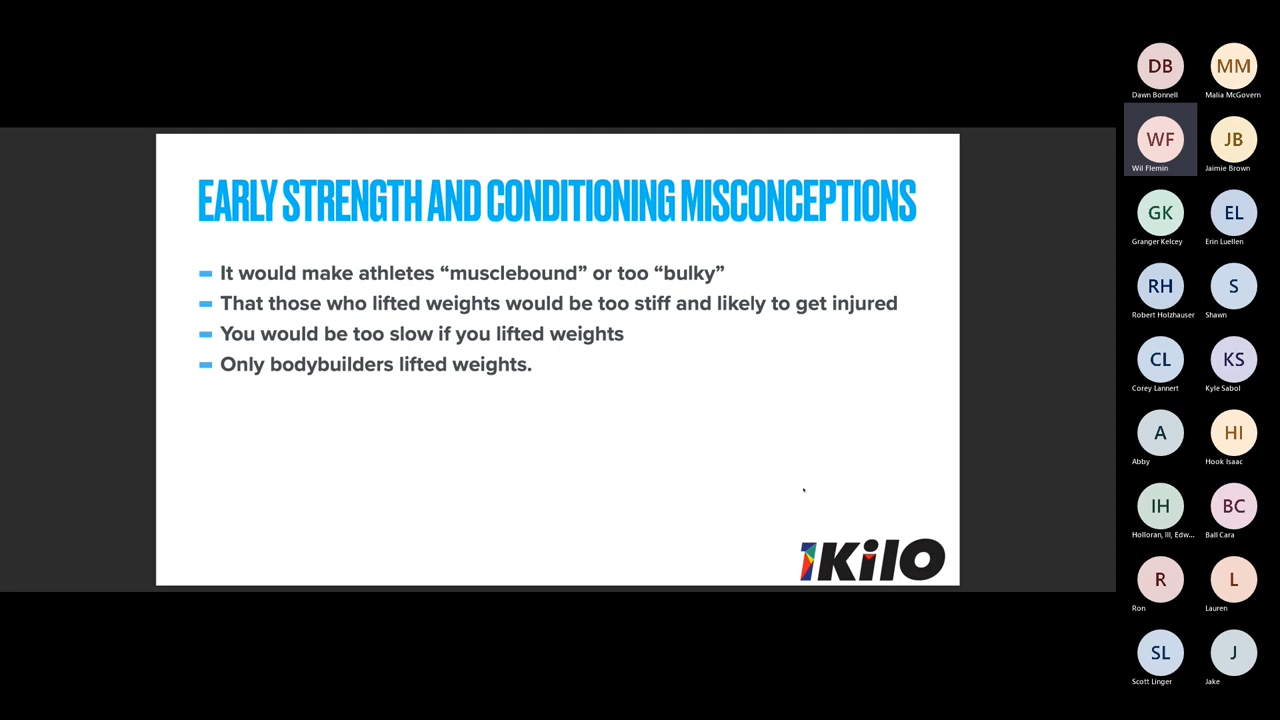 EARLY STRENGTH AND CONDITIONING MISCONCEPTIONS
It would make athletes “musclebound” or too “bulky”
That those who lifted weights would be too stiff and likely to get injured
You would be too slow if you lifted weights
Only bodybuilders lifted weights.
1Kilo
DB
Dawn Bonnell
MM
Malia McGovern
WF
Wil Flemin
JB
Jaimie Brown
GK
Granger Kelcey
EL
Erin Luellen
RH
Robert Holzhauser
S
Shawn
CL
Corey Lannert
KS
Kyle Sabol
A
Abby
HI
Hook Isaac
IH
Holloran, III, Edw...
BC
Ball Cara
R
Ron
L
Lauren
SL
Scott Linger
J
Jake